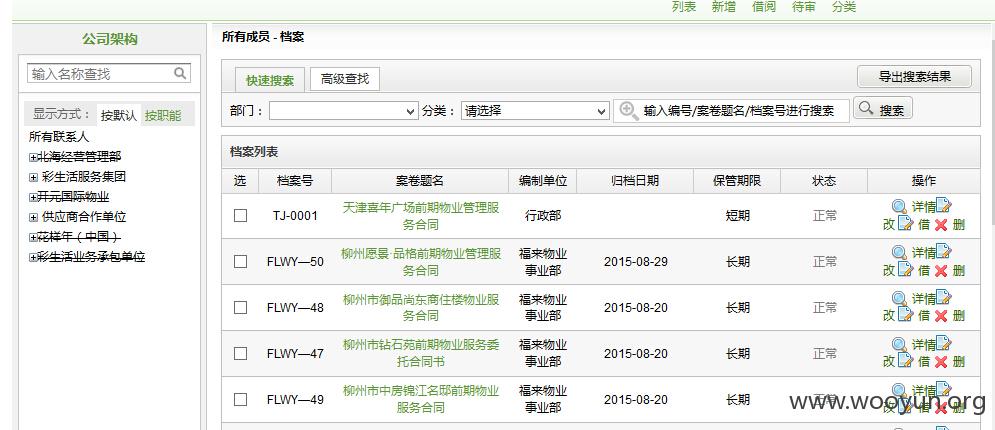 列表 新增 借阅 待审 分类
公司架构
输入名称查找
显示方式： 按默认 按职能
所有联系人
北海经营管理部
彩生活服务集团
开元国际物业
供应商合作单位
花样年（中国）
彩生活业务承包单位
所有成员 - 档案
快速搜索 高级查找 导出搜索结果
部门： 分类： 请选择 输入编号/案卷题名/档案号进行搜索 搜索
档案列表
选 档案号 案卷题名 编制单位 归档日期 保管期限 状态 操作
TJ-0001 天津喜年广场前期物业管理服 行政部 短期 正常 详情
务合同 改 借 删
FLWY—50 柳州愿景·品格前期物业管理服 福来物业 2015-08-29 长期 正常 详情
务合同 事业部 改 借 删
FLWY—48 柳州市御品尚东商住楼物业服 福来物业 2015-08-20 长期 正常 详情
务合同 事业部 改 借 删
FLWY—47 柳州市钻石苑前期物业服务委 福来物业 2015-08-20 长期 正常 详情
托合同书 事业部 改 借 删
FLWY—49 柳州市中房锦江名邸前期物业 福来物业 2015-08-20 长期 正常 详情
服务合同 事业部 改 借 删
www.wooyun.org